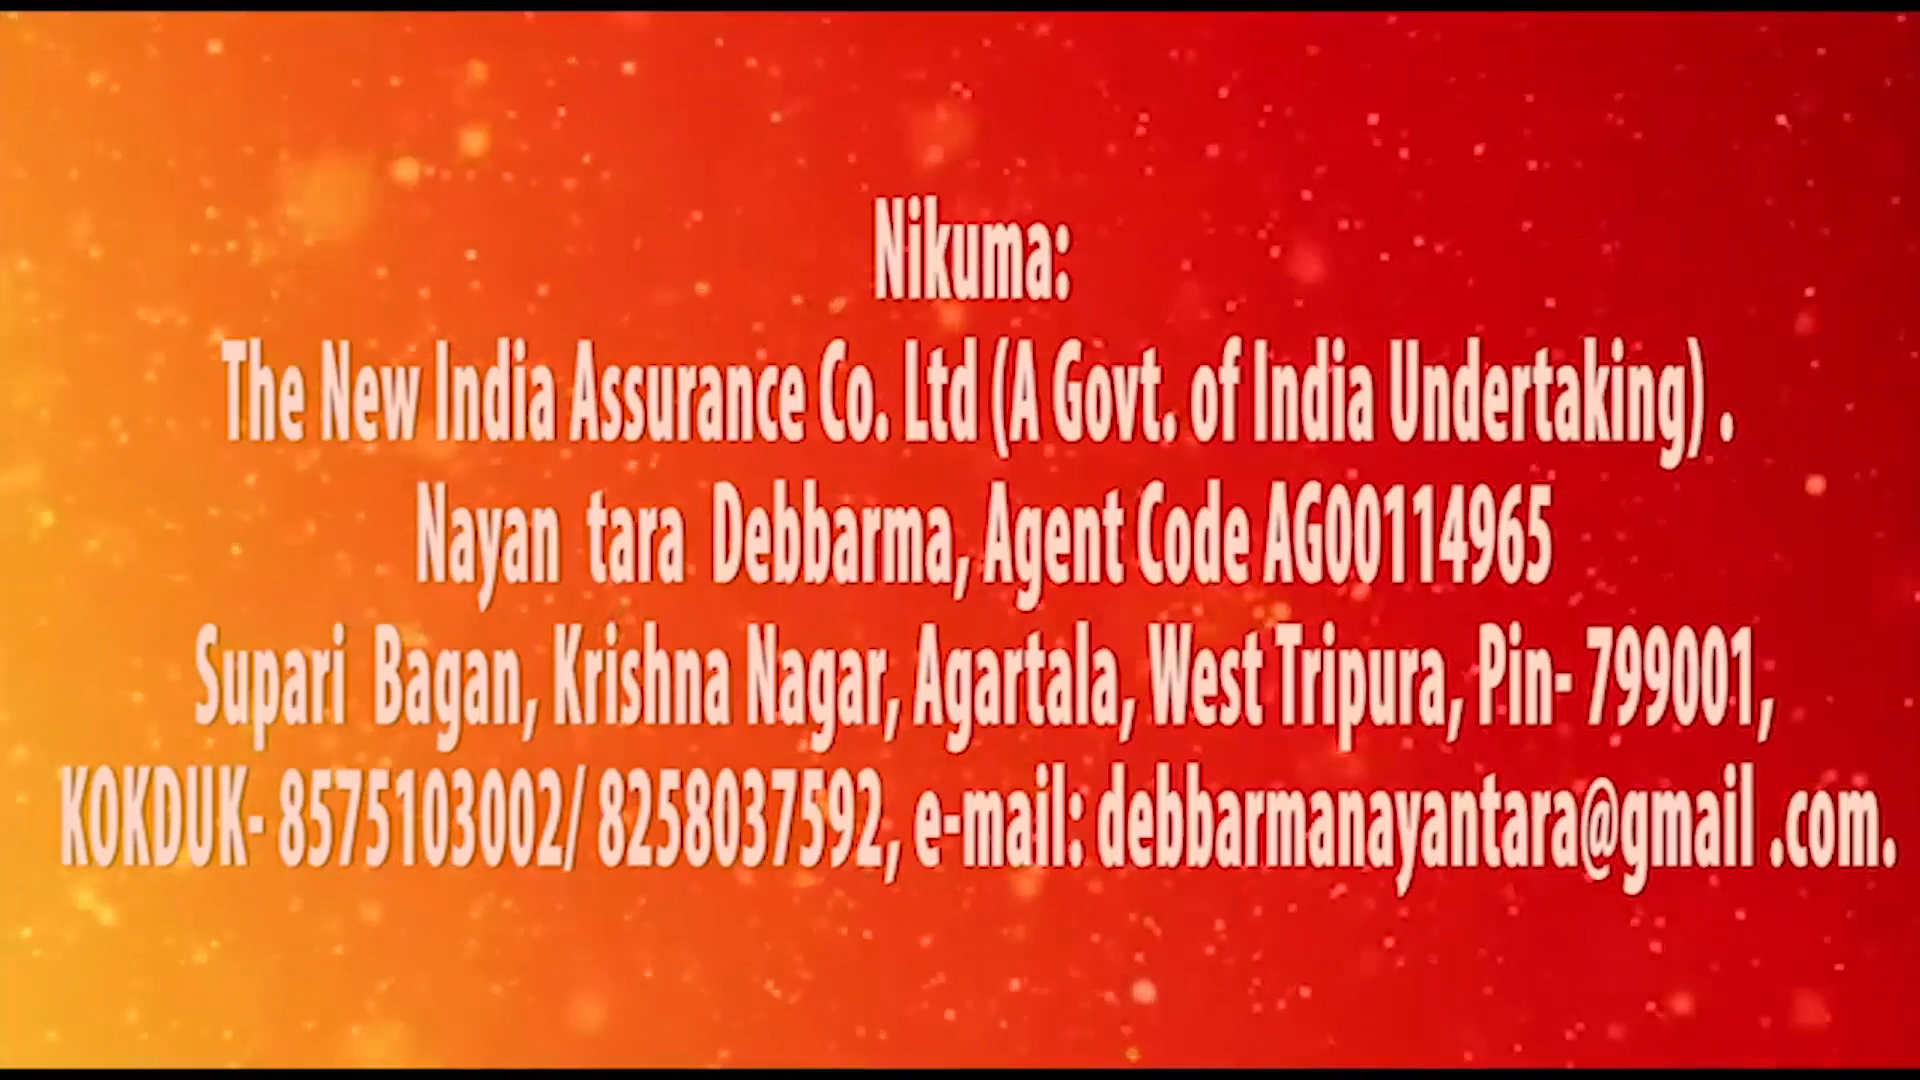 Nikuma:
The New India Assurance Co. Ltd (A Govt. of India Undertaking) .
Nayan tara Debbarma, Agent Code AG00114965
Supari Bagan, Krishna Nagar, Agartala, West Tripura, Pin- 799001,
KOKDUK- 8575103002/ 8258037592, e-mail: debbarmanayantara@gmail .com.